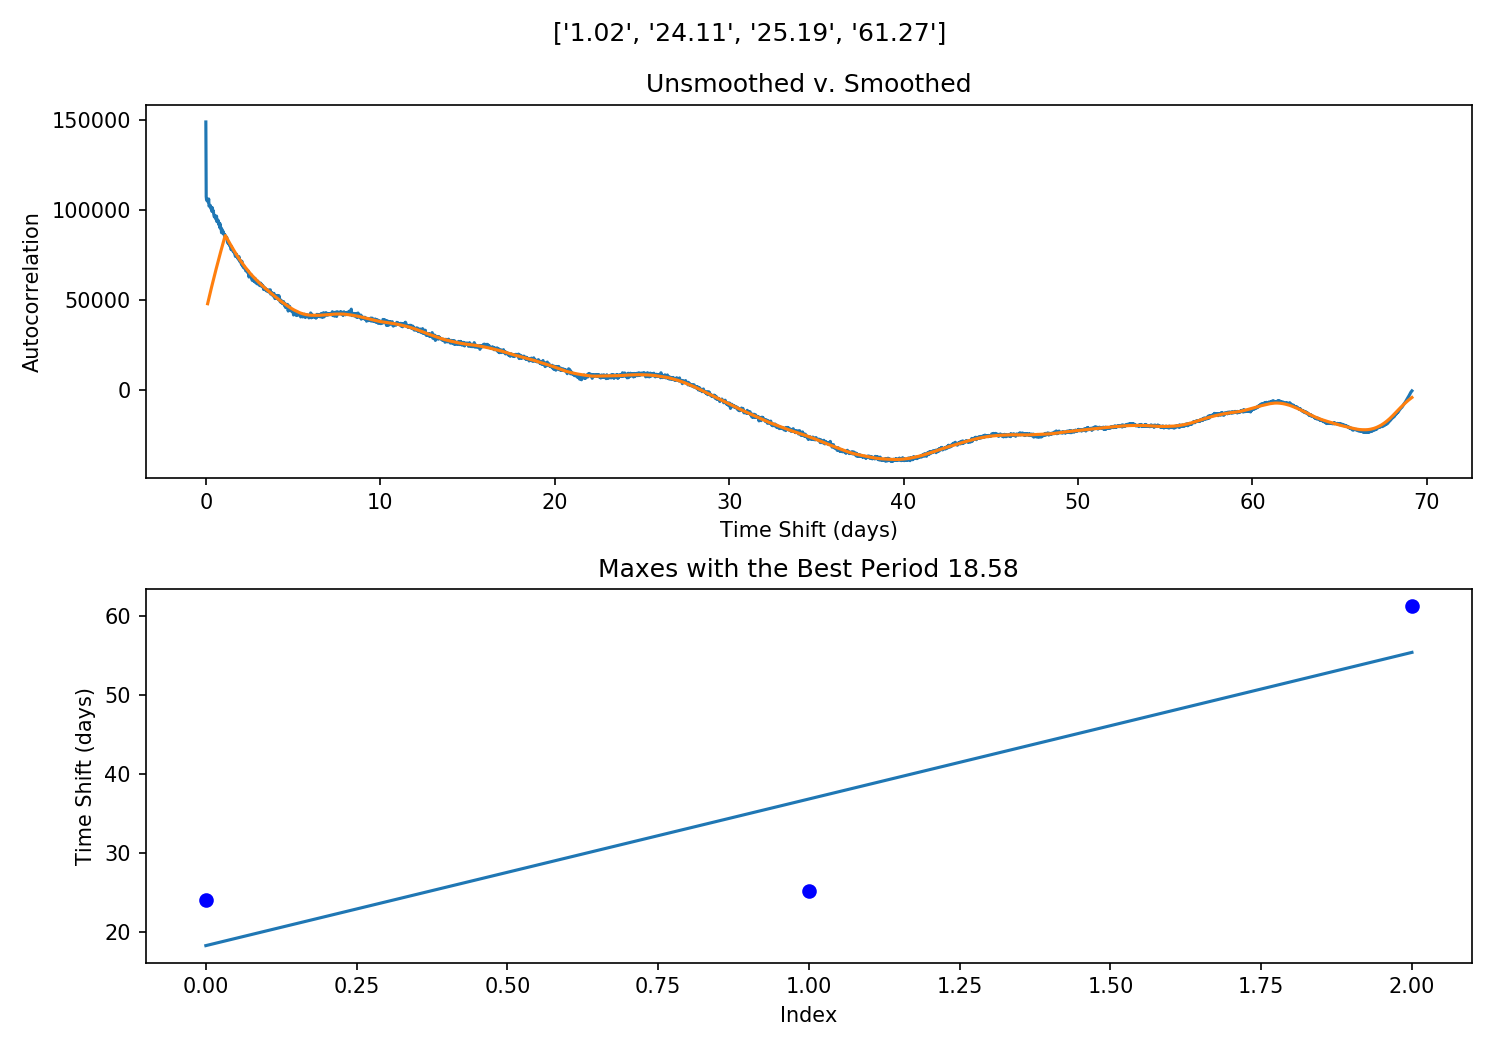 ['1.02', '24.11', '25.19', '61.27']
Unsmoothed v. Smoothed
150000
100000
50000
0
Autocorrelation
0 10 20 30 40 50 60 70
Time Shift (days)
Maxes with the Best Period 18.58
60
50
40
30
20
Time Shift (days)
0.00 0.25 0.50 0.75 1.00 1.25 1.50 1.75 2.00
Index